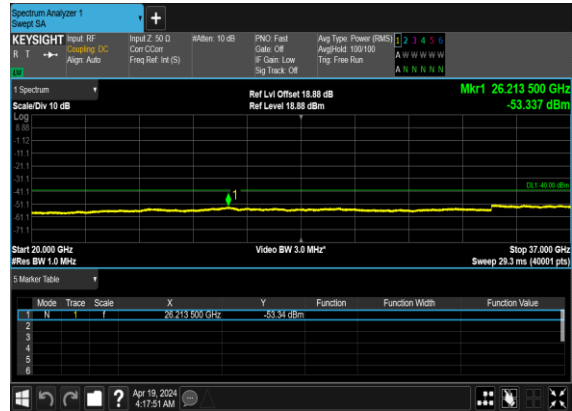 Spectrum Analyzer 1
Swept SA
+
KEYSIGHT Input: RF Input Z: 50 Ω #Atten: 10 dB PNO: Fast Avg Type: Power (RMS) 1 2 3 4 5 6
R T Coupling: DC Corr CCorr Gate: Off Avg|Hold: 100/100 A W W W W W
Align: Auto Freq Ref: Int (S) IF Gain: Low Trig: Free Run
Sig Track: Off A N N N N N
1 Spectrum Ref Lvl Offset 18.88 dB Mkr1 26.213 500 GHz
Scale/Div 10 dB Ref Level 18.88 dBm -53.337 dBm
Log
8.88
-1.12
-11.1
-21.1
-31.1
DL1 -40.00 dBm
-41.1
1
-51.1
-61.1
-71.1
Start 20.000 GHz Video BW 3.0 MHz* Stop 37.000 GHz
#Res BW 1.0 MHz Sweep 29.3 ms (40001 pts)
5 Marker Table
Mode Trace Scale X Y Function Function Width Function Value
1 N 1 f 26.213 500 GHz -53.34 dBm
2
3
4
5
6
? Apr 19, 2024
4:17:51 AM